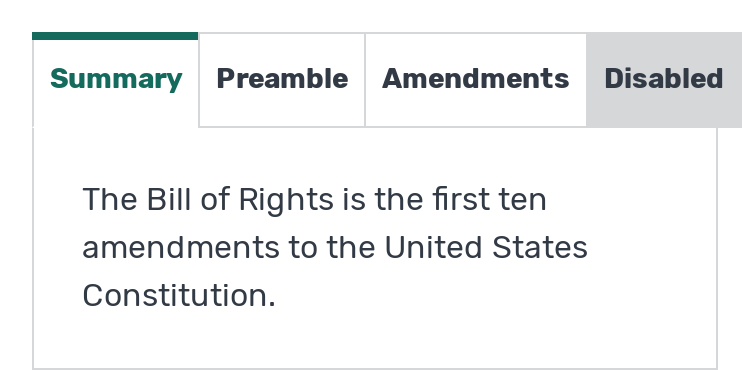 Summary Preamble Amendments Disabled
The Bill of Rights is the first ten
amendments to the United States
Constitution.